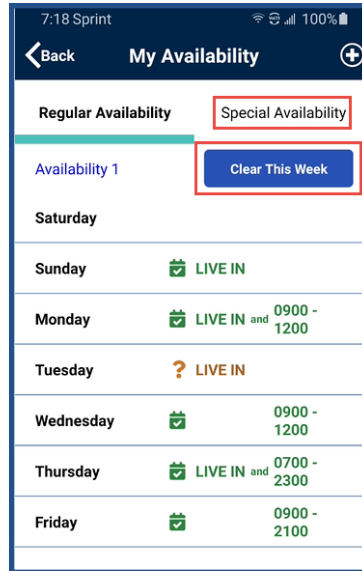 7:18 Sprint 100%
Back My Availability
Regular Availability Special Availability
Availability 1 Clear This Week
Saturday
Sunday LIVE IN
Monday LIVE IN and 0900 -
1200
Tuesday ? LIVE IN
Wednesday 0900 -
1200
Thursday LIVE IN and 0700 -
2300
Friday 0900 -
2100